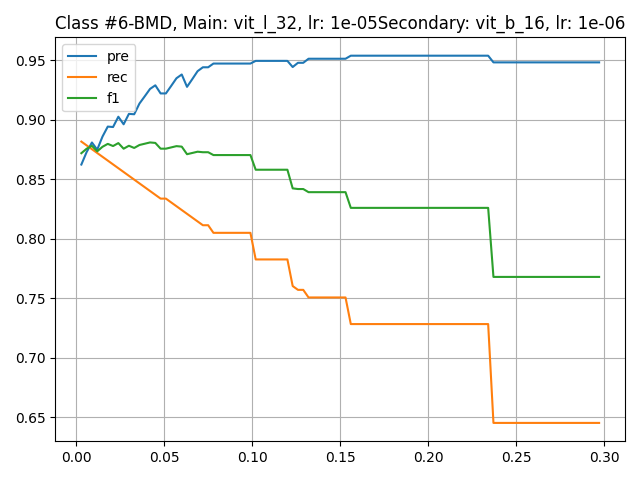 Class #6-BMD, Main: vit_l_32, lr: 1e-05Secondary: vit_b_16, lr: 1e-06
pre
rec
f1
0.95
0.90
0.85
0.80
0.75
0.70
0.65
0.00 0.05 0.10 0.15 0.20 0.25 0.30